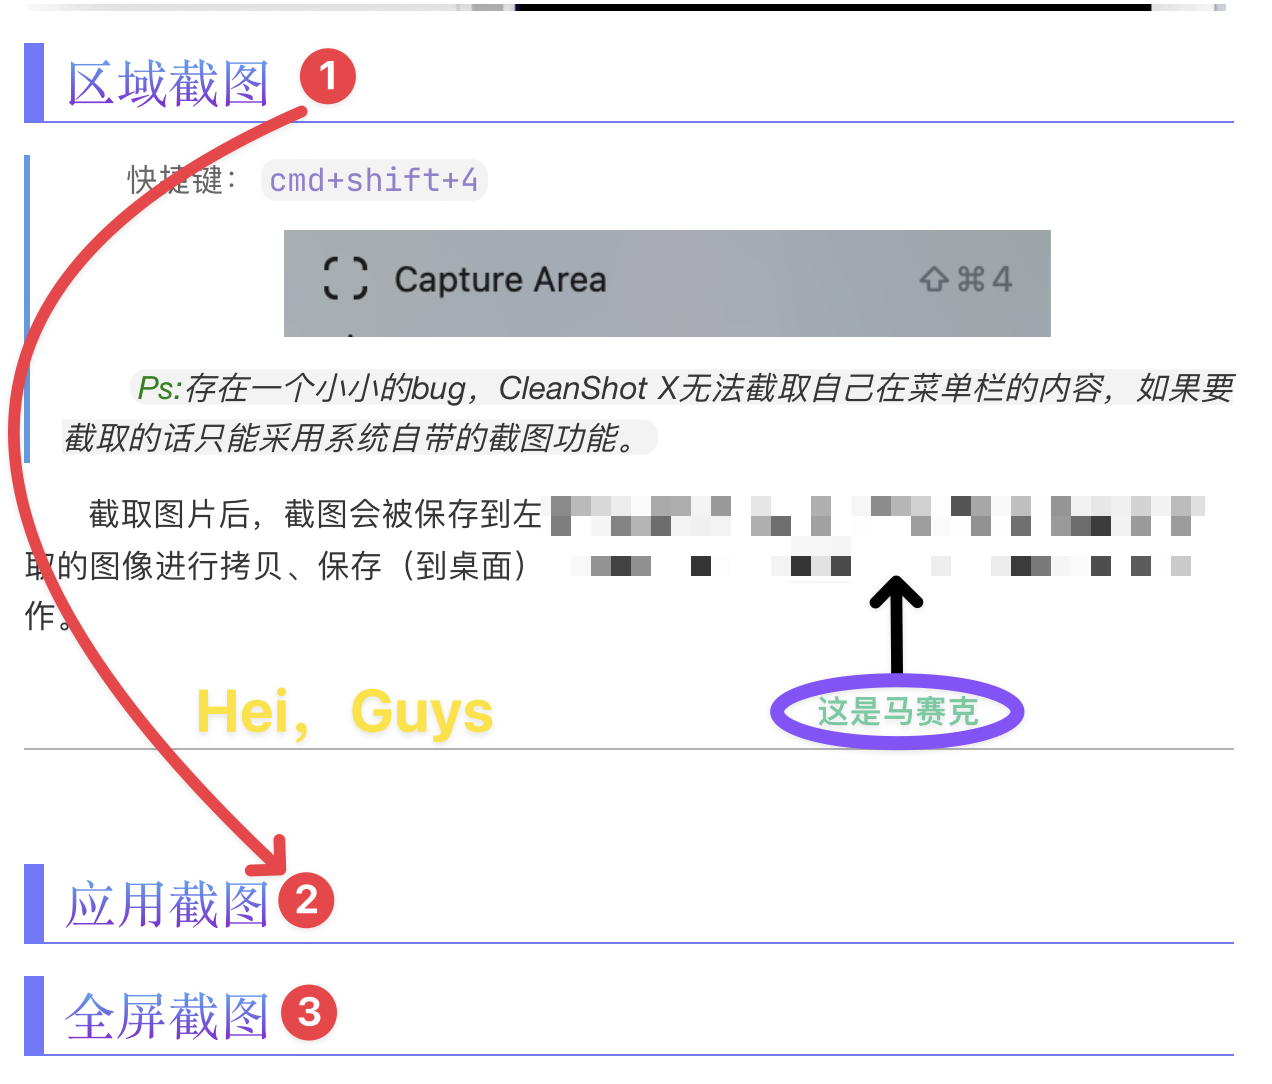 区域截图 1
快捷键： cmd+shift+4
Capture Area ⇧⌘4
Ps:存在一个小小的bug，CleanShot X无法截取自己在菜单栏的内容，如果要
截取的话只能采用系统自带的截图功能。
截取图片后，截图会被保存到左
取的图像进行拷贝、保存（到桌面）
作。
Hei，Guys
这是马赛克
应用截图 2
全屏截图 3